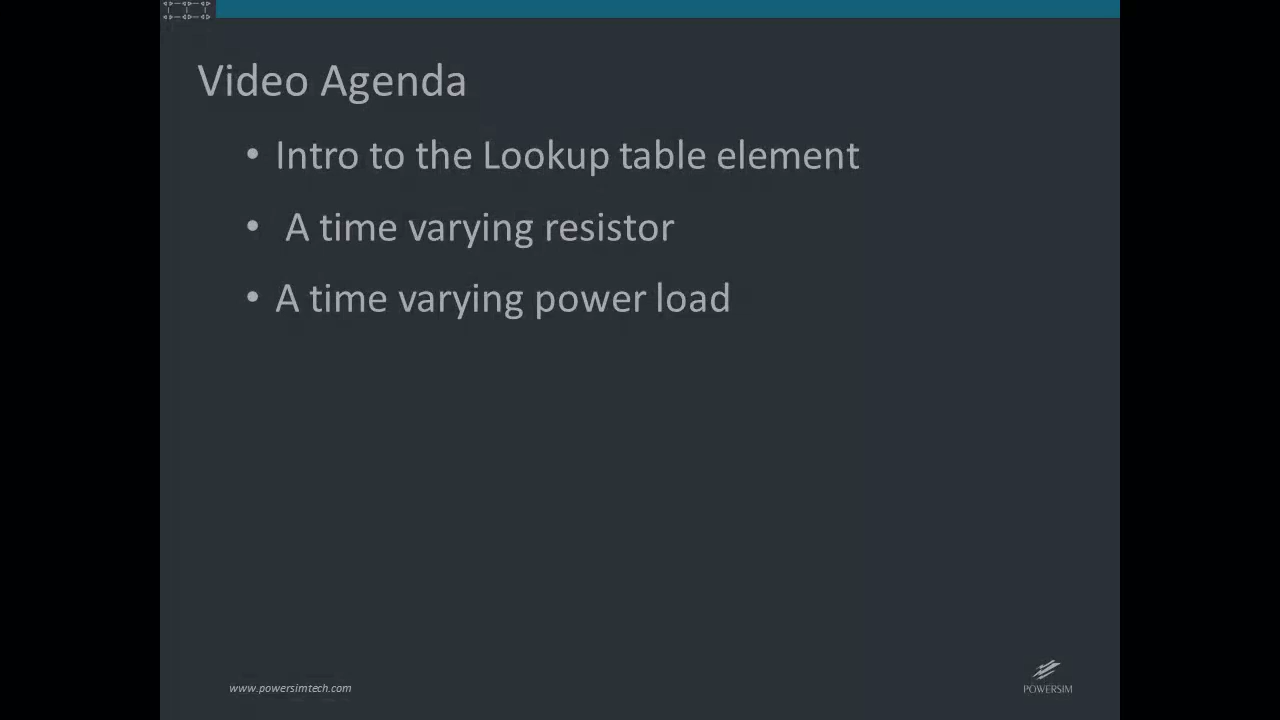 Video Agenda
• Intro to the Lookup table element
• A time varying resistor
• A time varying power load
www.powersimtech.com
POWERSIM